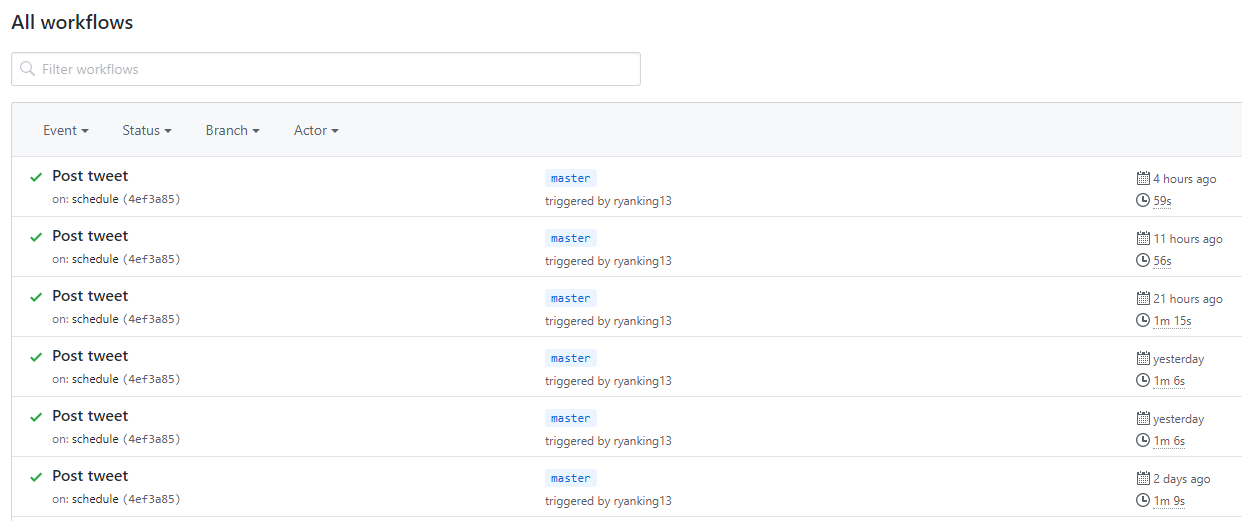 All workflows
Filter workflows
Event Status Branch Actor
Post tweet master 4 hours ago
on: schedule (4ef3a85) triggered by ryanking13 59s
Post tweet master 11 hours ago
on: schedule (4ef3a85) triggered by ryanking13 56s
Post tweet master 21 hours ago
on: schedule (4ef3a85) triggered by ryanking13 1m 15s
Post tweet master yesterday
on: schedule (4ef3a85) triggered by ryanking13 1m 6s
Post tweet master yesterday
on: schedule (4ef3a85) triggered by ryanking13 1m 6s
Post tweet master 2 days ago
on: schedule (4ef3a85) triggered by ryanking13 1m 9s